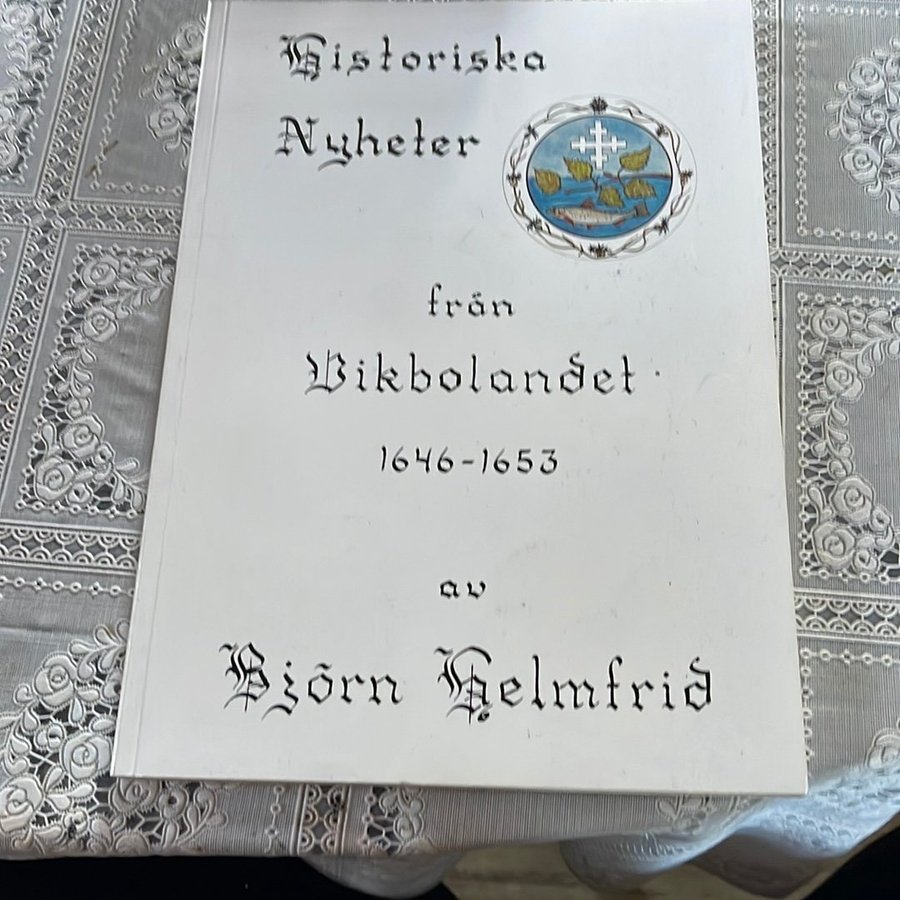 Historiska
Nyheter
från
Vikbolandet
1646-1653
av
Björn Helmfrid